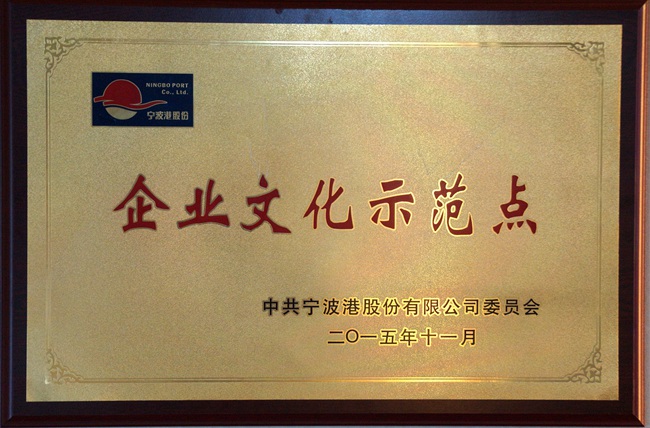 NINGBO PORT
Co., Ltd.
宁波港股份
企业文化示范点
中共宁波港股份有限公司委员会
二〇一五年十一月